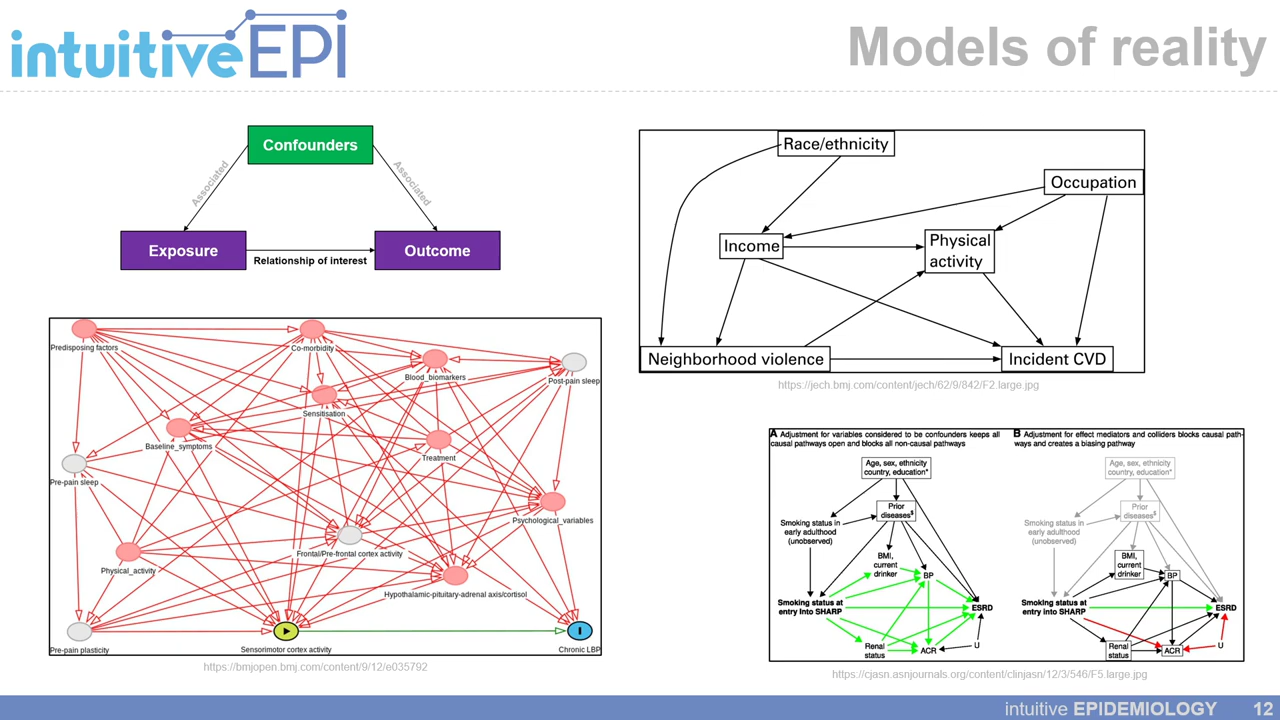 intuitiveEPI
Models of reality
Confounders
Associated
Associated
Exposure
Relationship of interest
Outcome
Race/ethnicity
Occupation
Income
Physical
activity
Neighborhood violence
Incident CVD
https://jech.bmj.com/content/jech/62/9/842/F2.large.jpg
Predisposing factors
Co-morbidity
Blood_biomarkers
Post-pain sleep
Sensitisation
Baseline_symptoms
Treatment
Pre-pain sleep
Psychological_variables
Frontal/Pre-frontal cortex activity
Physical_activity
Hypothalamic-pituitary-adrenal axis/cortisol
Pre-pain plasticity
Sensorimotor cortex activity
Chronic LBP
https://bmjopen.bmj.com/content/9/12/e035792
A Adjustment for variables considered to be confounders keeps all
causal pathways open and blocks all non-causal pathways
Age, sex, ethnicity
country, education*
Prior
diseases$
Smoking status in
early adulthood
(unobserved)
BMI,
current
drinker
BP
Smoking status at
entry into SHARP
ESRD
Renal
status
ACR
U
B Adjustment for effect mediators and colliders blocks causal path-
ways and creates a biasing pathway
Age, sex, ethnicity
country, education*
Prior
diseases$
Smoking status in
early adulthood
(unobserved)
BMI,
current
drinker
BP
Smoking status at
entry into SHARP
ESRD
Renal
status
ACR
U
https://cjasn.asnjournals.org/content/clinjasn/12/3/546/F5.large.jpg
intuitive EPIDEMIOLOGY 12